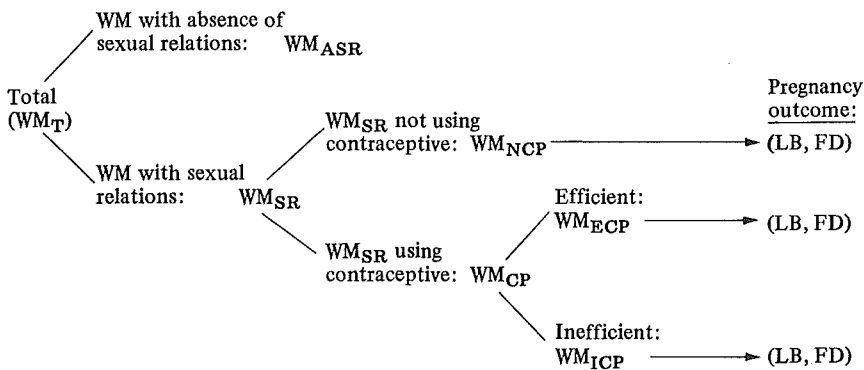 WM with absence of
sexual relations: WM_ASR
Total
(WM_T)
WM with sexual
relations: WM_SR
WM_SR not using
contraceptive: WM_NCP
WM_SR using
contraceptive: WM_CP
Efficient:
WM_ECP
Inefficient:
WM_ICP
Pregnancy
outcome:
(LB, FD)
(LB, FD)
(LB, FD)